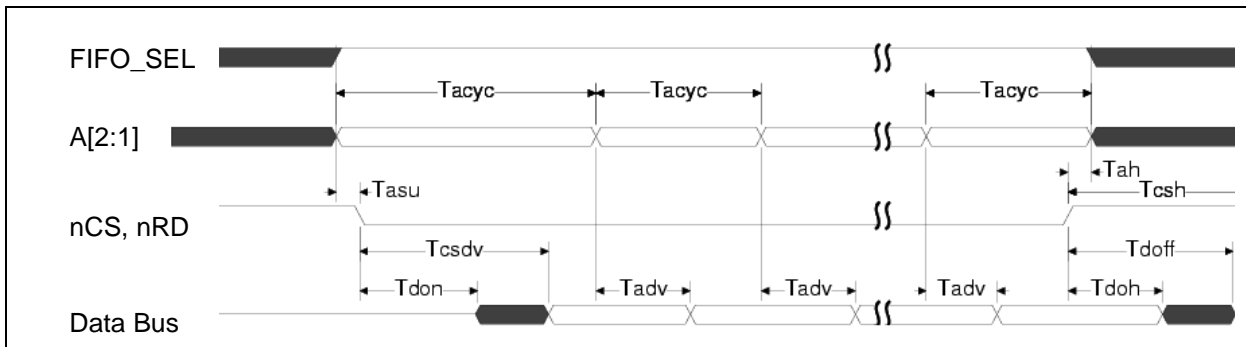 FIFO_SEL
Tacyc Tacyc Tacyc
A[2:1]
Tah
Tasu Tcsh
nCS, nRD
Tcsdv Tdoff
Tdon Tadv Tadv Tadv Tdoh
Data Bus